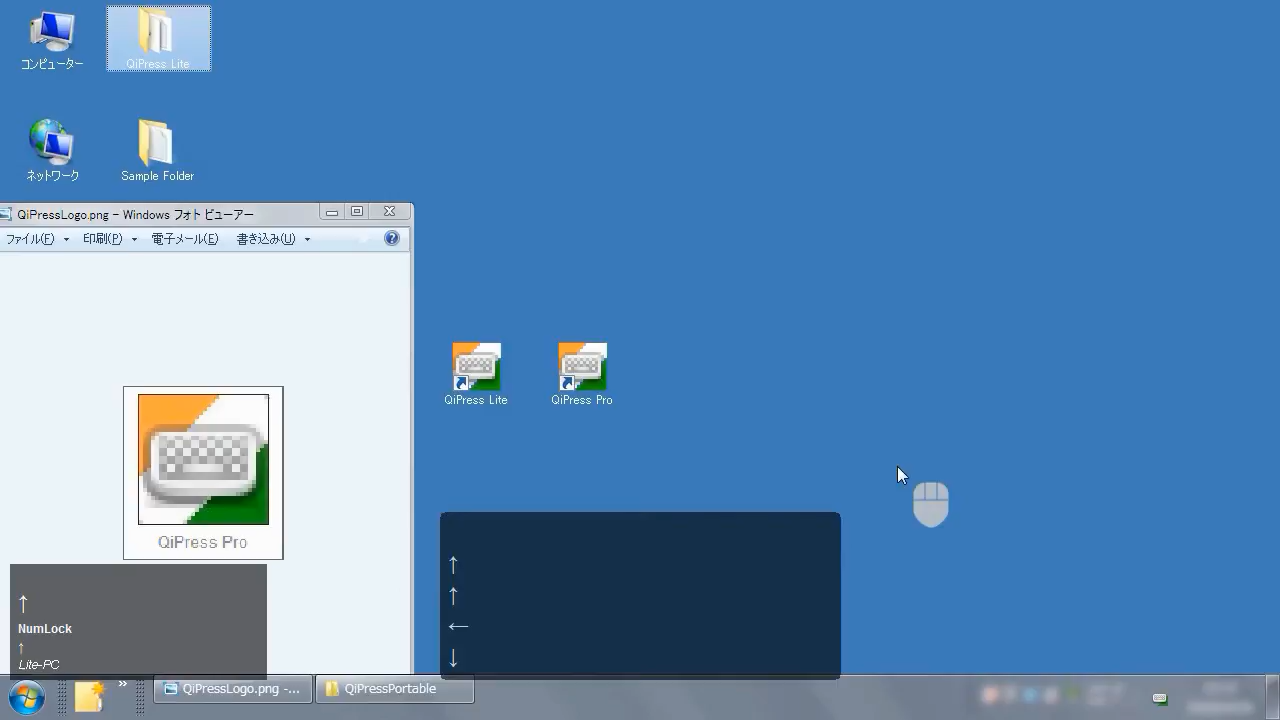 コンピューター
QiPress Lite
ネットワーク
Sample Folder
QiPressLogo.png - Windows フォト ビューアー
ファイル(F) 印刷(P) 電子メール(E) 書き込み(U)
QiPress Lite
QiPress Pro
QiPress Pro
↑
NumLock
↑
Lite-PC
↑
↑
←
↓
QiPressLogo.png -...
QiPressPortable